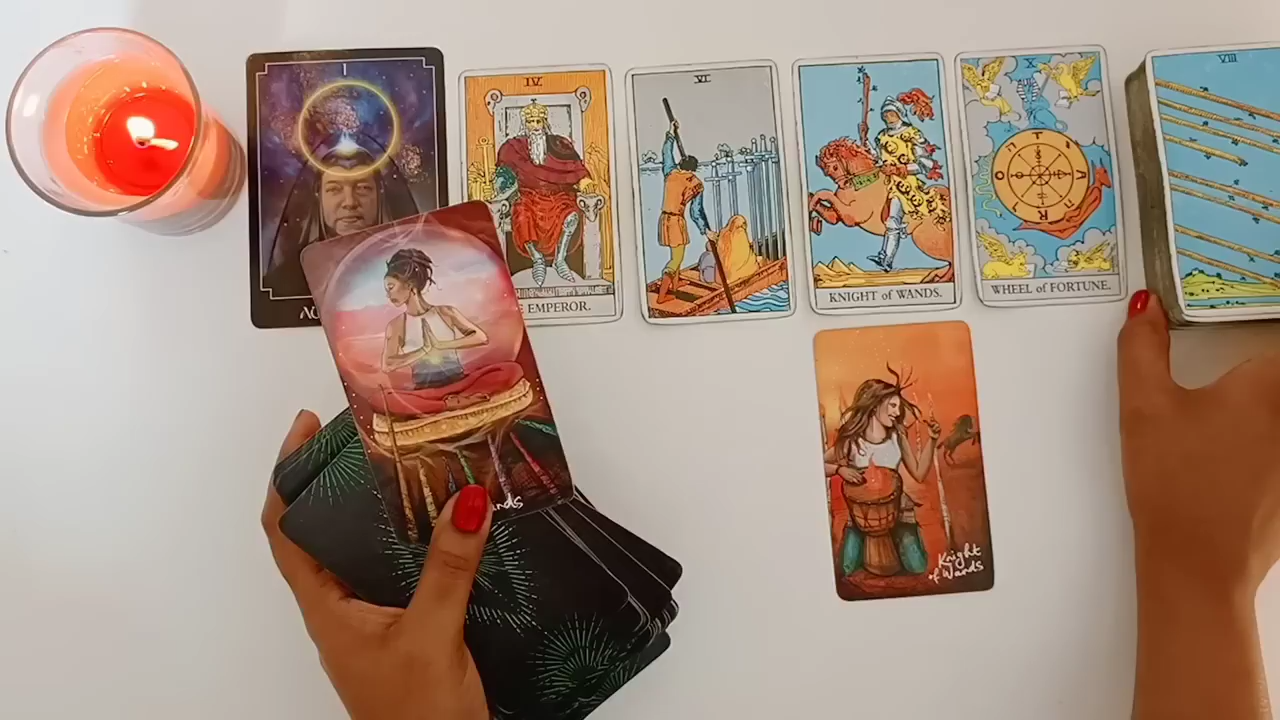 I
IV
EMPEROR.
VI
KNIGHT of WANDS.
X
WHEEL of FORTUNE.
VIII
Knight
of Wands